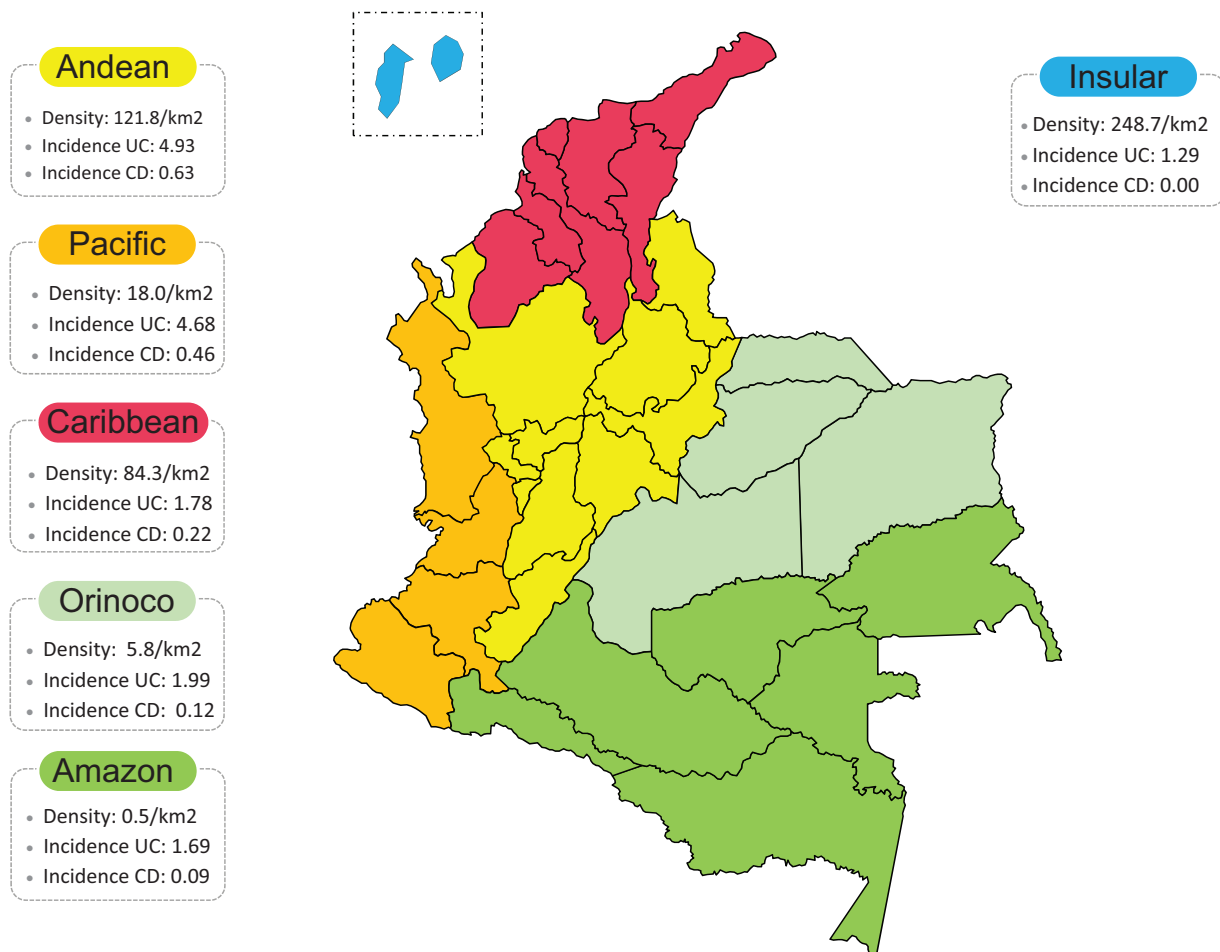 Andean
• Density: 121.8/km2
• Incidence UC: 4.93
• Incidence CD: 0.63
Pacific
• Density: 18.0/km2
• Incidence UC: 4.68
• Incidence CD: 0.46
Caribbean
• Density: 84.3/km2
• Incidence UC: 1.78
• Incidence CD: 0.22
Orinoco
• Density: 5.8/km2
• Incidence UC: 1.99
• Incidence CD: 0.12
Amazon
• Density: 0.5/km2
• Incidence UC: 1.69
• Incidence CD: 0.09
Insular
• Density: 248.7/km2
• Incidence UC: 1.29
• Incidence CD: 0.00